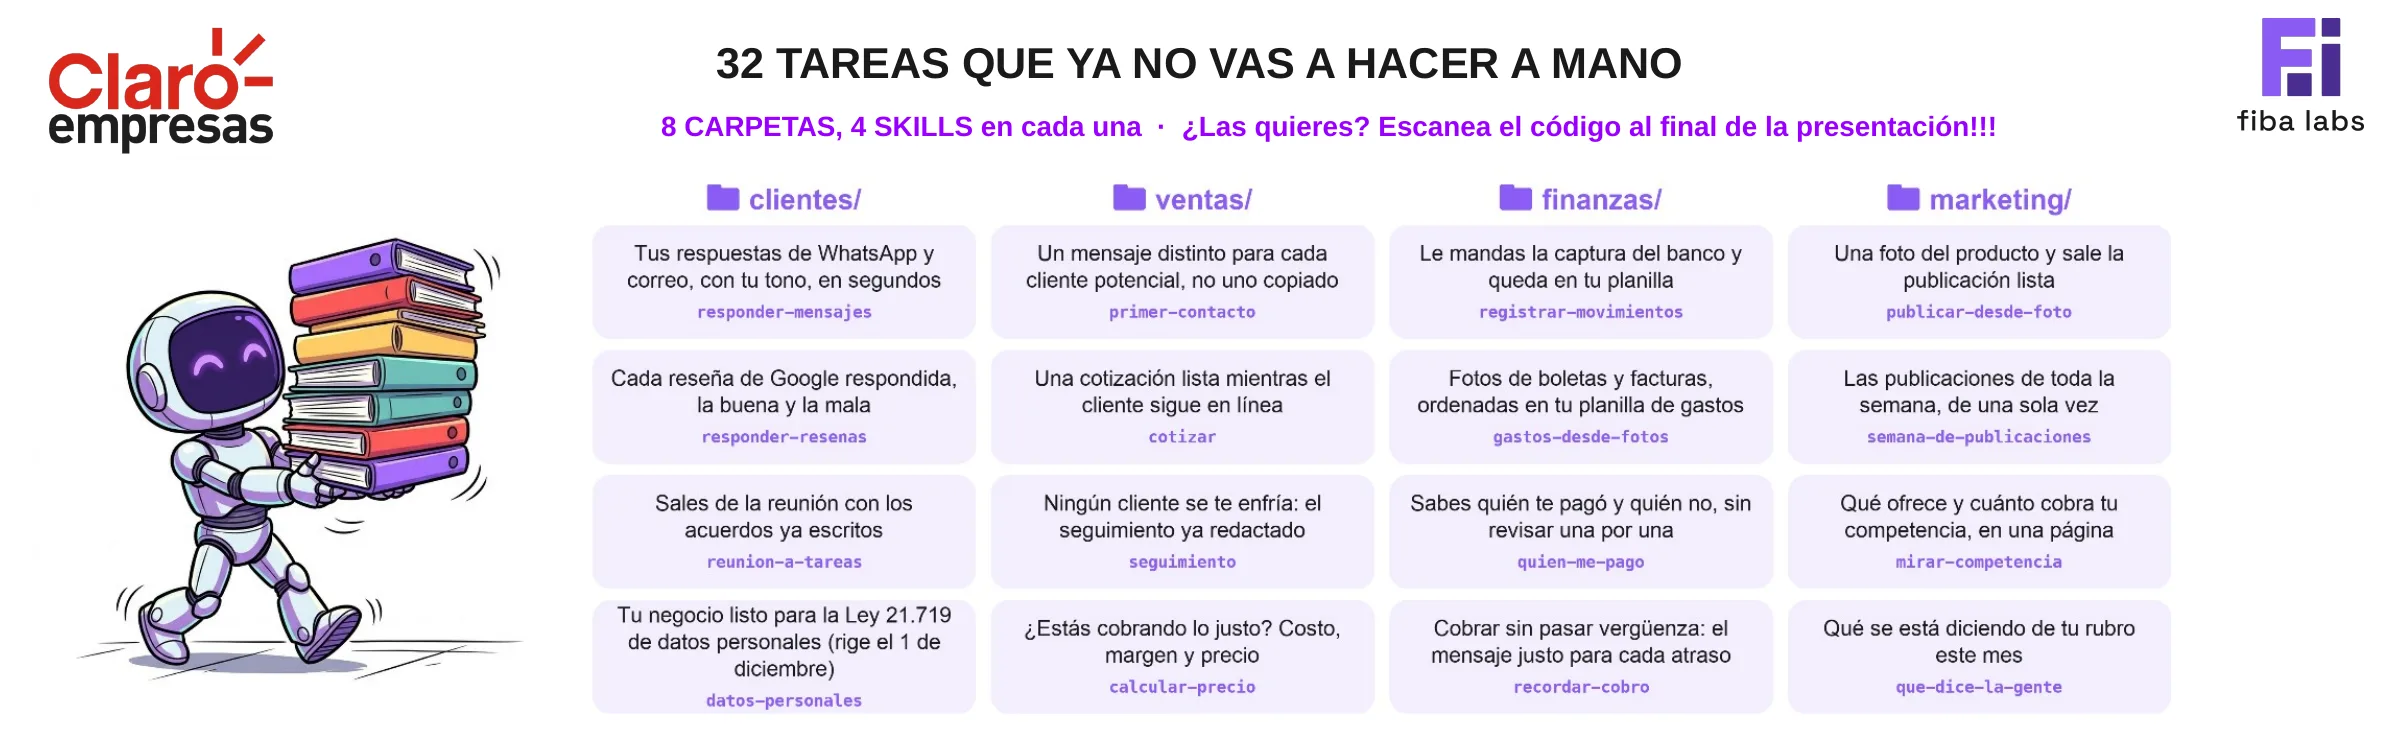 Claro
empresas
32 TAREAS QUE YA NO VAS A HACER A MANO
8 CARPETAS, 4 SKILLS en cada una · ¿Las quieres? Escanea el código al final de la presentación!!!
Fi
fiba labs
clientes/
Tus respuestas de WhatsApp y
correo, con tu tono, en segundos
responder-mensajes
Cada reseña de Google respondida,
la buena y la mala
responder-resenas
Sales de la reunión con los
acuerdos ya escritos
reunion-a-tareas
Tu negocio listo para la Ley 21.719
de datos personales (rige el 1 de
diciembre)
datos-personales
ventas/
Un mensaje distinto para cada
cliente potencial, no uno copiado
primer-contacto
Una cotización lista mientras el
cliente sigue en línea
cotizar
Ningún cliente se te enfría: el
seguimiento ya redactado
seguimiento
¿Estás cobrando lo justo? Costo,
margen y precio
calcular-precio
finanzas/
Le mandas la captura del banco y
queda en tu planilla
registrar-movimientos
Fotos de boletas y facturas,
ordenadas en tu planilla de gastos
gastos-desde-fotos
Sabes quién te pagó y quién no, sin
revisar una por una
quien-me-pago
Cobrar sin pasar vergüenza: el
mensaje justo para cada atraso
recordar-cobro
marketing/
Una foto del producto y sale la
publicación lista
publicar-desde-foto
Las publicaciones de toda la
semana, de una sola vez
semana-de-publicaciones
Qué ofrece y cuánto cobra tu
competencia, en una página
mirar-competencia
Qué se está diciendo de tu rubro
este mes
que-dice-la-gente